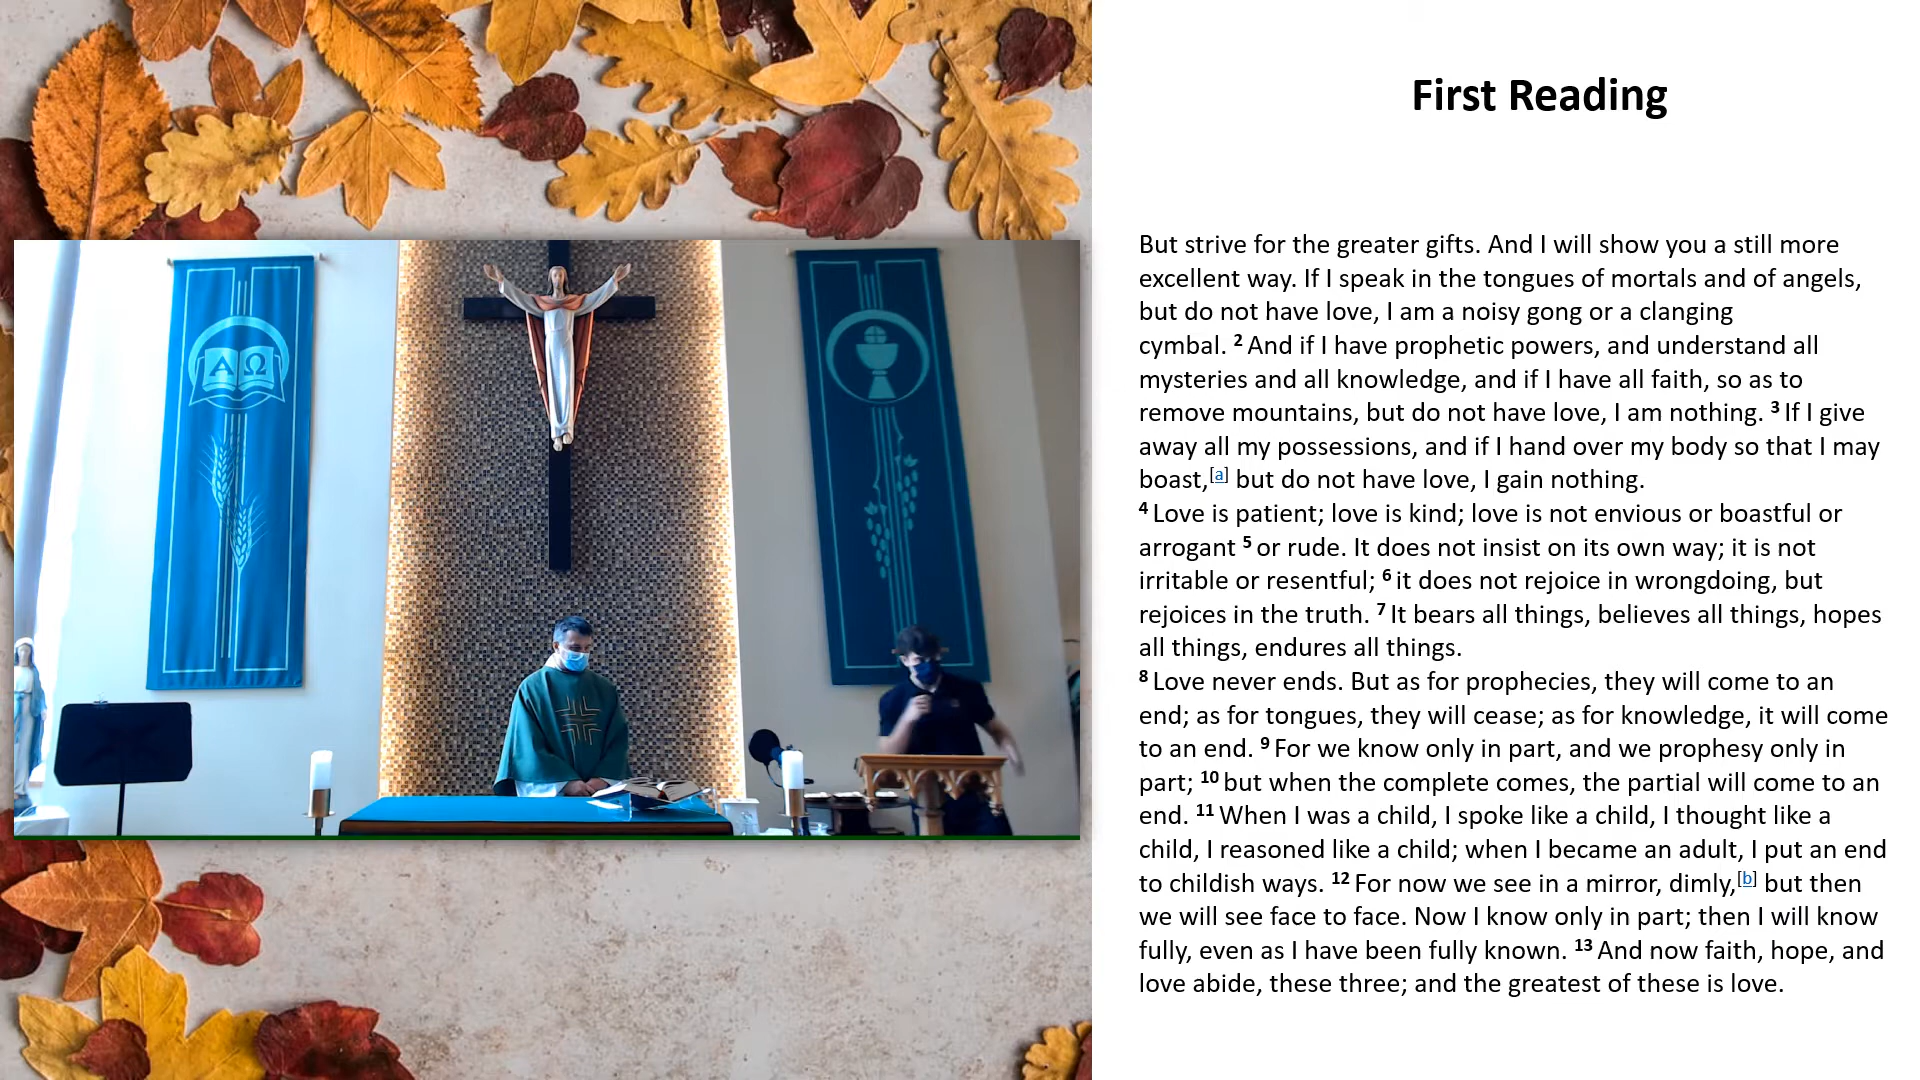 First Reading
But strive for the greater gifts. And I will show you a still more
excellent way. If I speak in the tongues of mortals and of angels,
but do not have love, I am a noisy gong or a clanging
cymbal. 2 And if I have prophetic powers, and understand all
mysteries and all knowledge, and if I have all faith, so as to
remove mountains, but do not have love, I am nothing. 3 If I give
away all my possessions, and if I hand over my body so that I may
boast,[a] but do not have love, I gain nothing.
4 Love is patient; love is kind; love is not envious or boastful or
arrogant 5 or rude. It does not insist on its own way; it is not
irritable or resentful; 6 it does not rejoice in wrongdoing, but
rejoices in the truth. 7 It bears all things, believes all things, hopes
all things, endures all things.
8 Love never ends. But as for prophecies, they will come to an
end; as for tongues, they will cease; as for knowledge, it will come
to an end. 9 For we know only in part, and we prophesy only in
part; 10 but when the complete comes, the partial will come to an
end. 11 When I was a child, I spoke like a child, I thought like a
child, I reasoned like a child; when I became an adult, I put an end
to childish ways. 12 For now we see in a mirror, dimly,[b] but then
we will see face to face. Now I know only in part; then I will know
fully, even as I have been fully known. 13 And now faith, hope, and
love abide, these three; and the greatest of these is love.
Α Ω